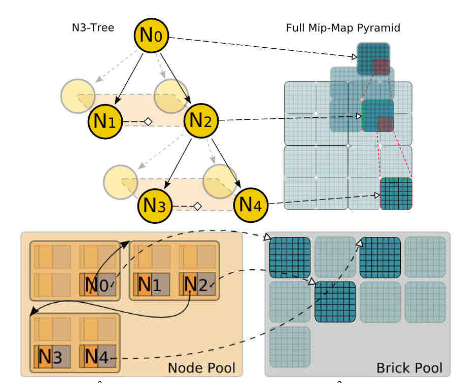 N3-Tree
Full Mip-Map Pyramid
N0
N1
N2
N3
N4
N0
N1
N2
N3
N4
Node Pool
Brick Pool